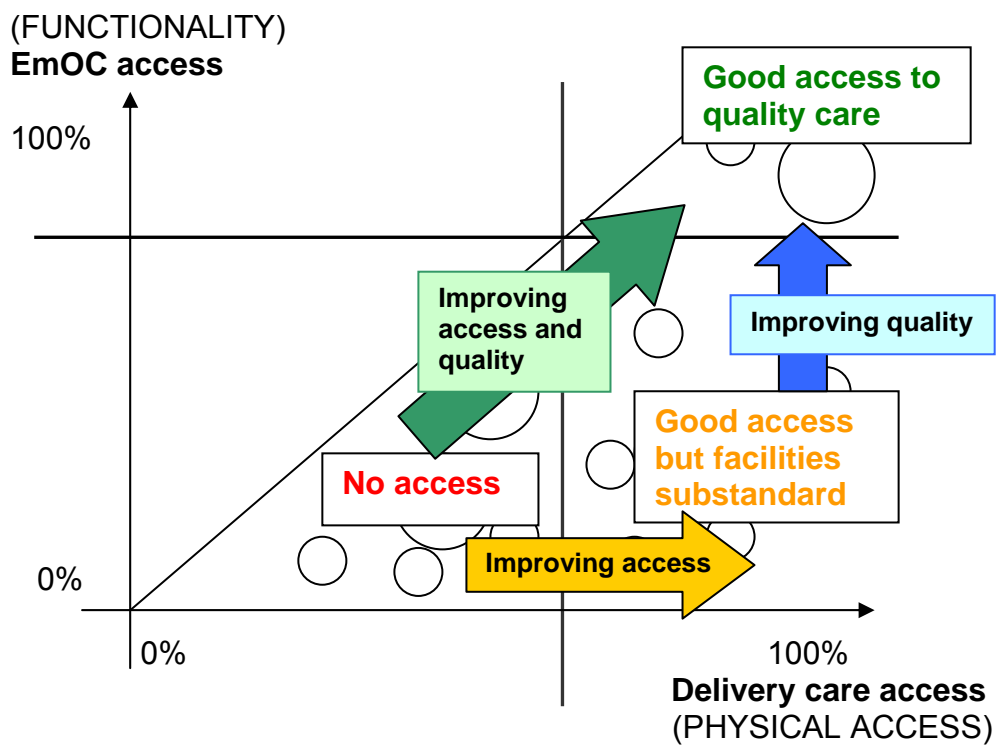 (FUNCTIONALITY)
EmOC access
100%
Good access to
quality care
Improving
access and
quality
Improving quality
Good access
but facilities
substandard
No access
Improving access
0%
0%
100%
Delivery care access
(PHYSICAL ACCESS)